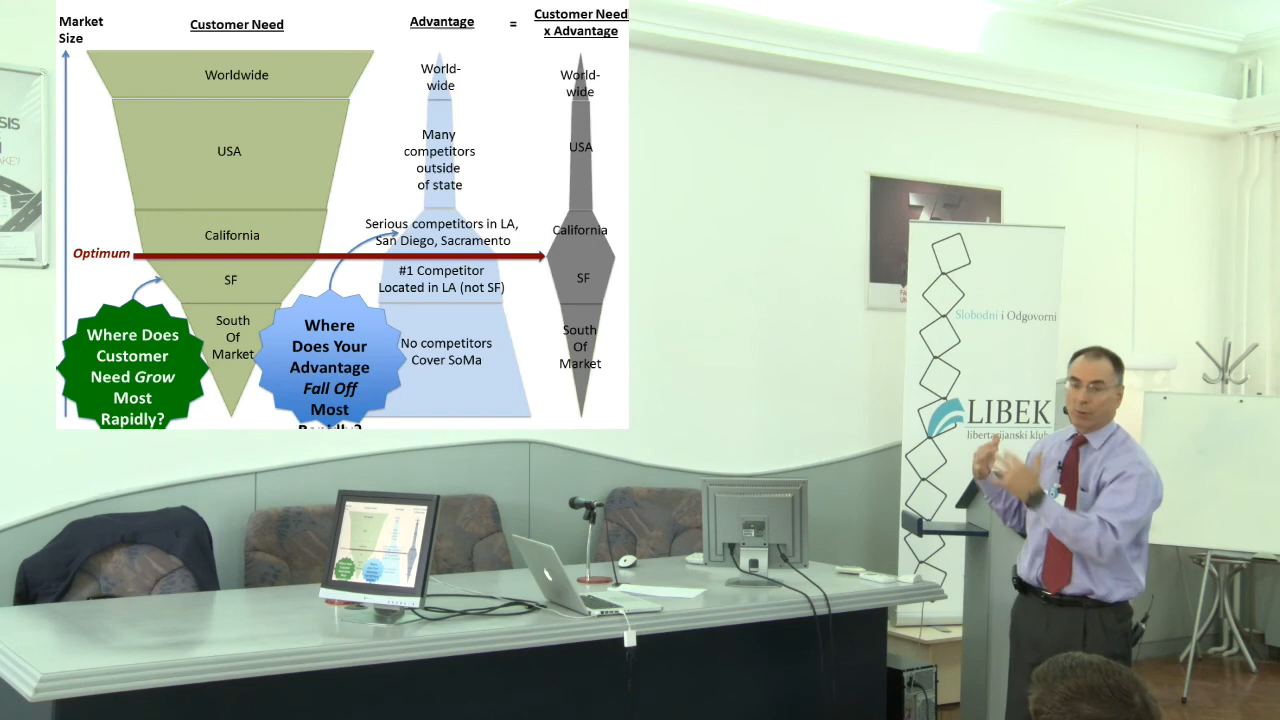 Market
Size
Customer Need
Advantage
=
Customer Need
x Advantage
Worldwide
World-
wide
World-
wide
USA
Many
competitors
outside
of state
USA
California
Serious competitors in LA,
San Diego, Sacramento
California
Optimum
SF
#1 Competitor
Located in LA (not SF)
SF
South
Of
Market
No competitors
Cover SoMa
South
Of
Market
Where Does
Customer
Need Grow
Most
Rapidly?
Where
Does Your
Advantage
Fall Off
Most
Rapidly?
SIS
AKE?
Slobodni i Odgovorni
LIBEK
libertarijanski klub